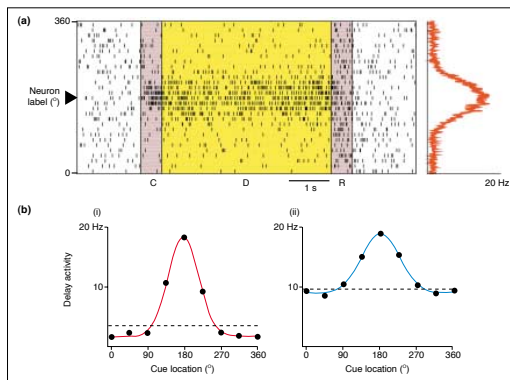 (a)
360
Neuron
label (°)
0
C D R
1 s
20 Hz
(b)
(i) (ii)
20 Hz 20 Hz
Delay activity
10 10
0 90 180 270 360 0 90 180 270 360
Cue location (°) Cue location (°)